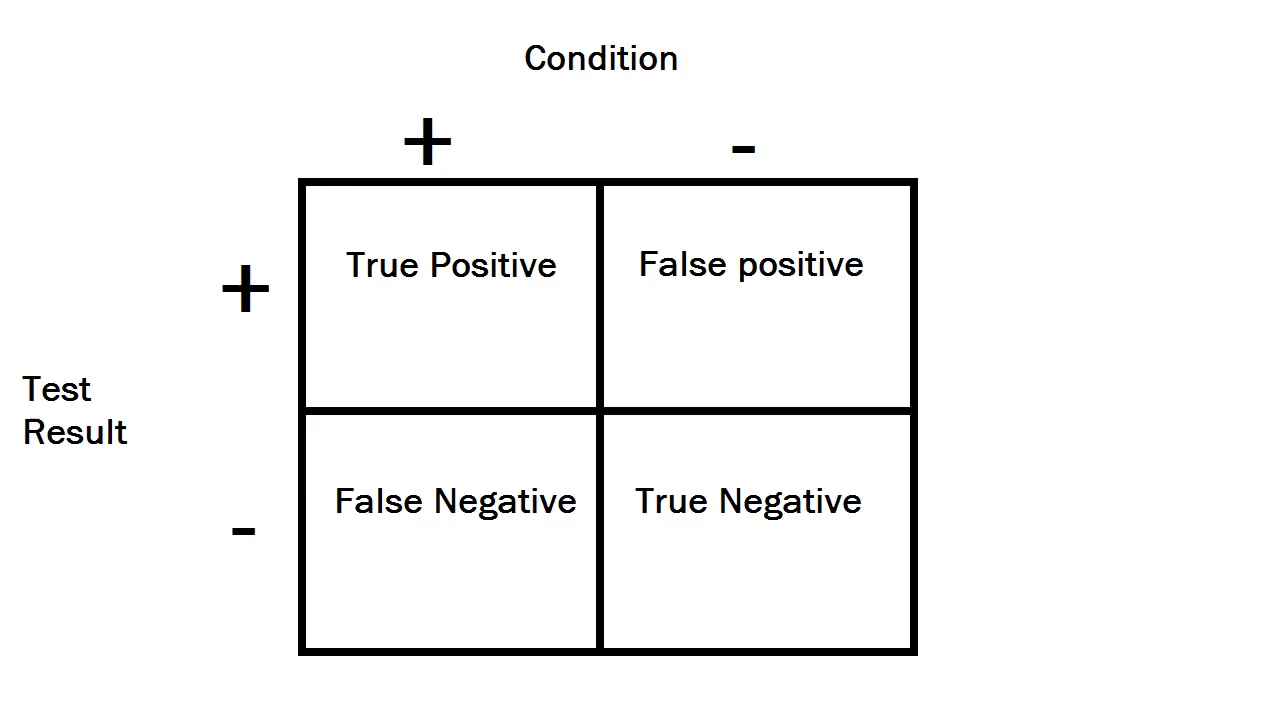 Condition
+ -
+
True Positive False positive
Test
Result
-
False Negative True Negative